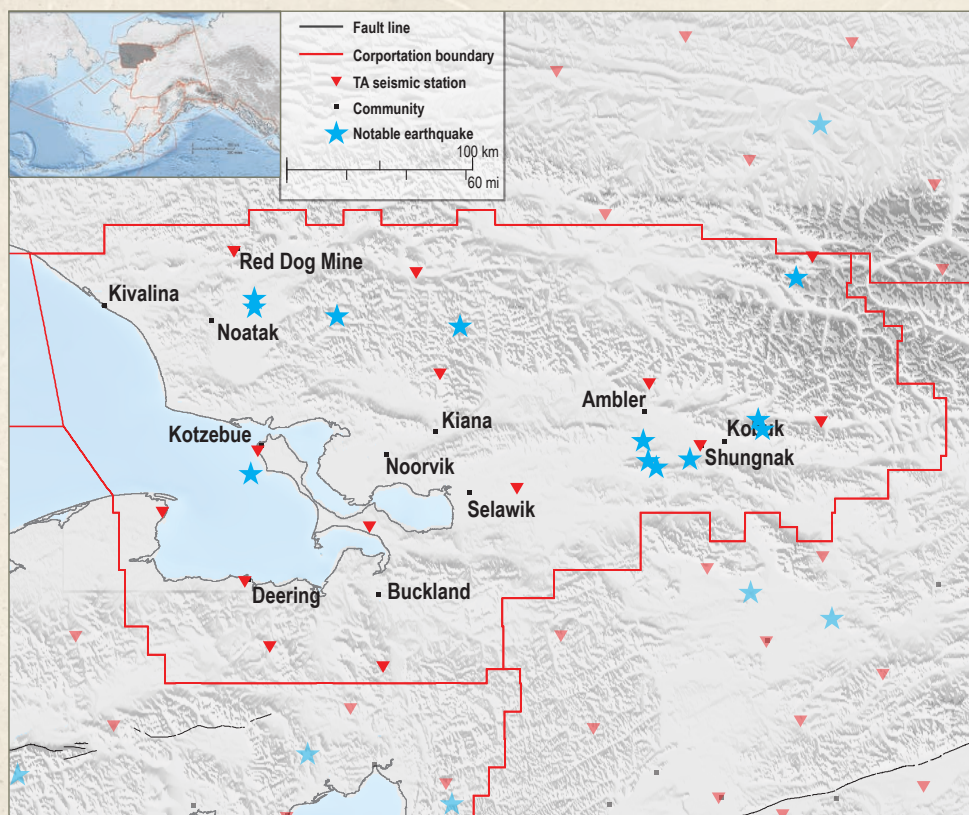 Fault line
Corportation boundary
TA seismic station
Community
Notable earthquake
100 km
60 mi
Red Dog Mine
Kivalina
Noatak
Ambler
Kiana
Kobuk
Kotzebue
Noorvik
Shungnak
Selawik
Deering
Buckland